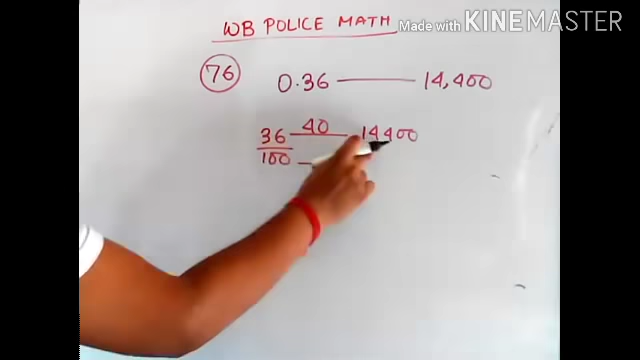 WB POLICE MATH
Made with KINEMASTER
76 0.36 — 14,400
36/100 — 40 — 14400